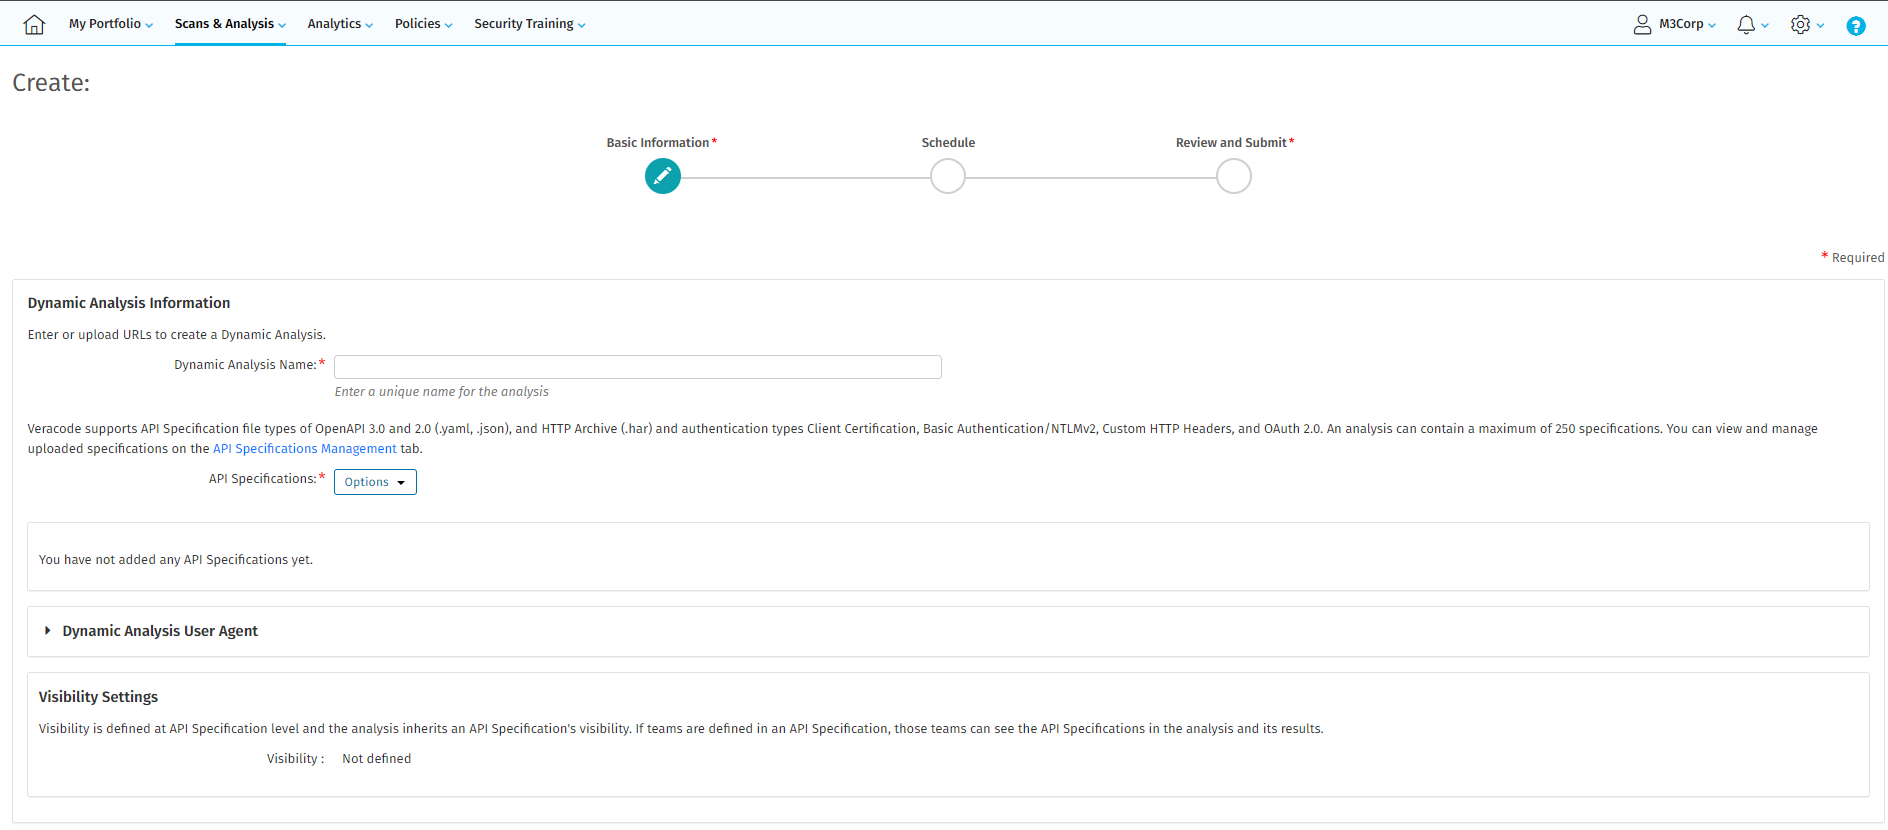 My Portfolio Scans & Analysis Analytics Policies Security Training M3Corp ?
Create:
Basic Information * Schedule Review and Submit *
* Required
Dynamic Analysis Information
Enter or upload URLs to create a Dynamic Analysis.
Dynamic Analysis Name: *
Enter a unique name for the analysis
Veracode supports API Specification file types of OpenAPI 3.0 and 2.0 (.yaml, .json), and HTTP Archive (.har) and authentication types Client Certification, Basic Authentication/NTLMv2, Custom HTTP Headers, and OAuth 2.0. An analysis can contain a maximum of 250 specifications. You can view and manage
uploaded specifications on the API Specifications Management tab.
API Specifications: * Options
You have not added any API Specifications yet.
Dynamic Analysis User Agent
Visibility Settings
Visibility is defined at API Specification level and the analysis inherits an API Specification's visibility. If teams are defined in an API Specification, those teams can see the API Specifications in the analysis and its results.
Visibility : Not defined